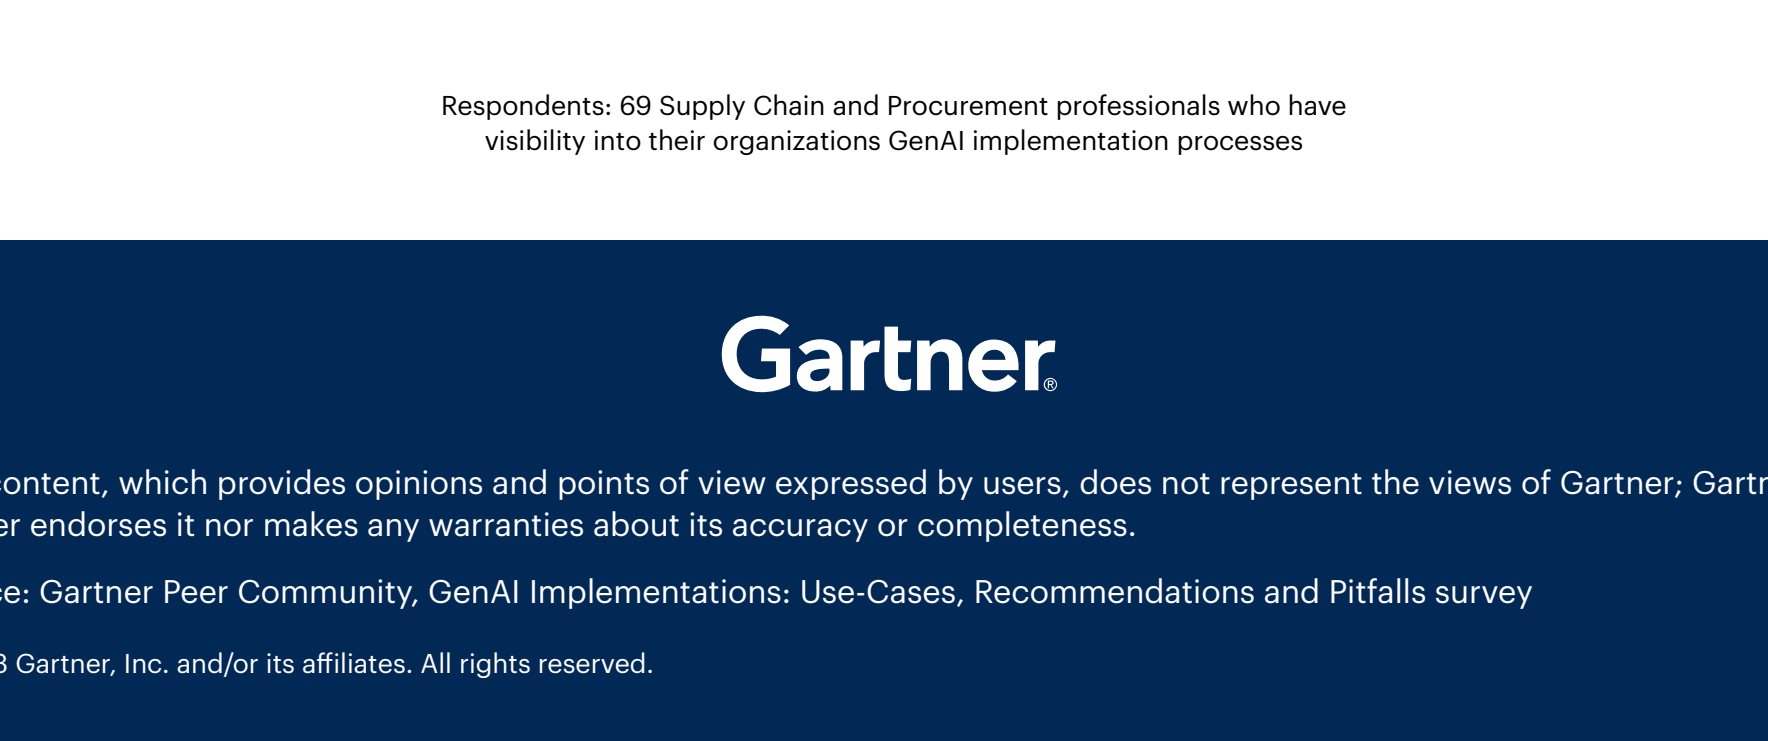 Respondents: 69 Supply Chain and Procurement professionals who have
visibility into their organizations GenAI implementation processes
Gartner®
content, which provides opinions and points of view expressed by users, does not represent the views of Gartner; Gartn
er endorses it nor makes any warranties about its accuracy or completeness.
ce: Gartner Peer Community, GenAI Implementations: Use-Cases, Recommendations and Pitfalls survey
3 Gartner, Inc. and/or its affiliates. All rights reserved.